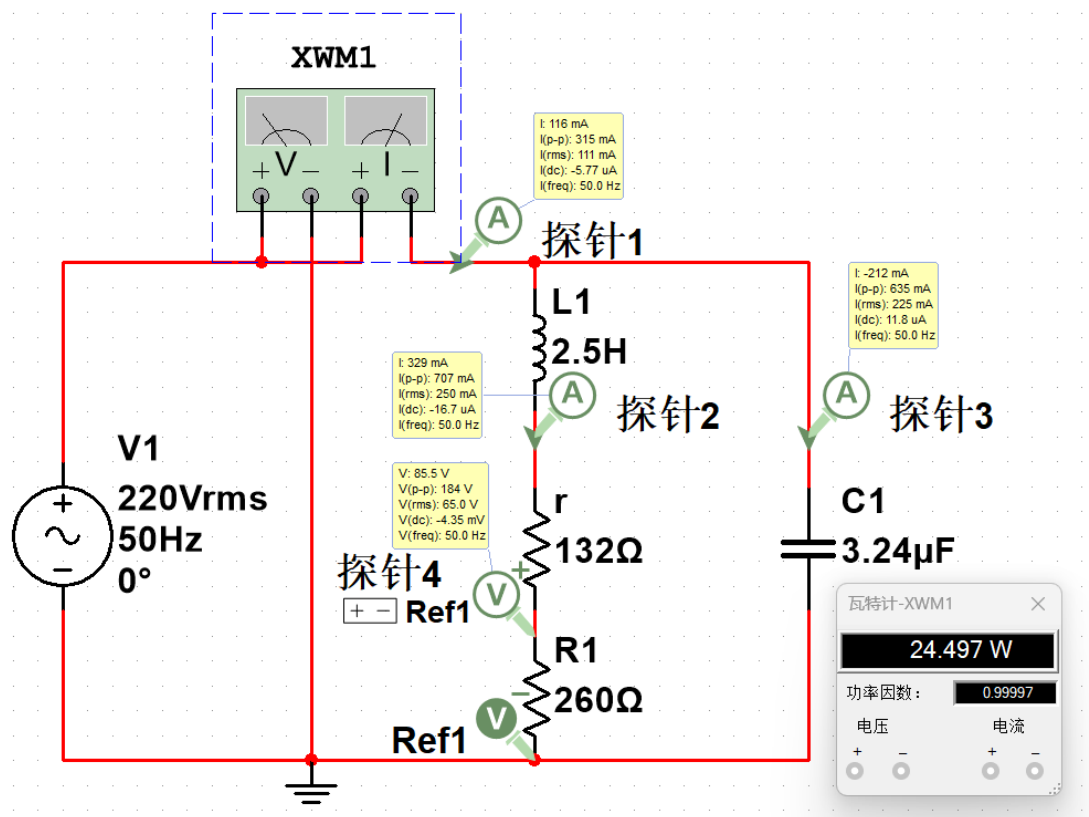 XWM1
V I
+ − + −
I: 116 mA
I(p-p): 315 mA
I(rms): 111 mA
I(dc): -5.77 uA
I(freq): 50.0 Hz
A
探针1
I: -212 mA
I(p-p): 635 mA
I(rms): 225 mA
I(dc): 11.8 uA
I(freq): 50.0 Hz
L1
2.5H
I: 329 mA
I(p-p): 707 mA
I(rms): 250 mA
I(dc): -16.7 uA
I(freq): 50.0 Hz
A
探针2
A
探针3
V1
220Vrms
50Hz
0°
+
−
V: 85.5 V
V(p-p): 184 V
V(rms): 65.0 V
V(dc): -4.35 mV
V(freq): 50.0 Hz
r
132Ω
C1
3.24µF
探针4
+ − Ref1
V
+
R1
260Ω
−
V
Ref1
瓦特计-XWM1
24.497 W
功率因数： 0.99997
电压 电流
+ − + −